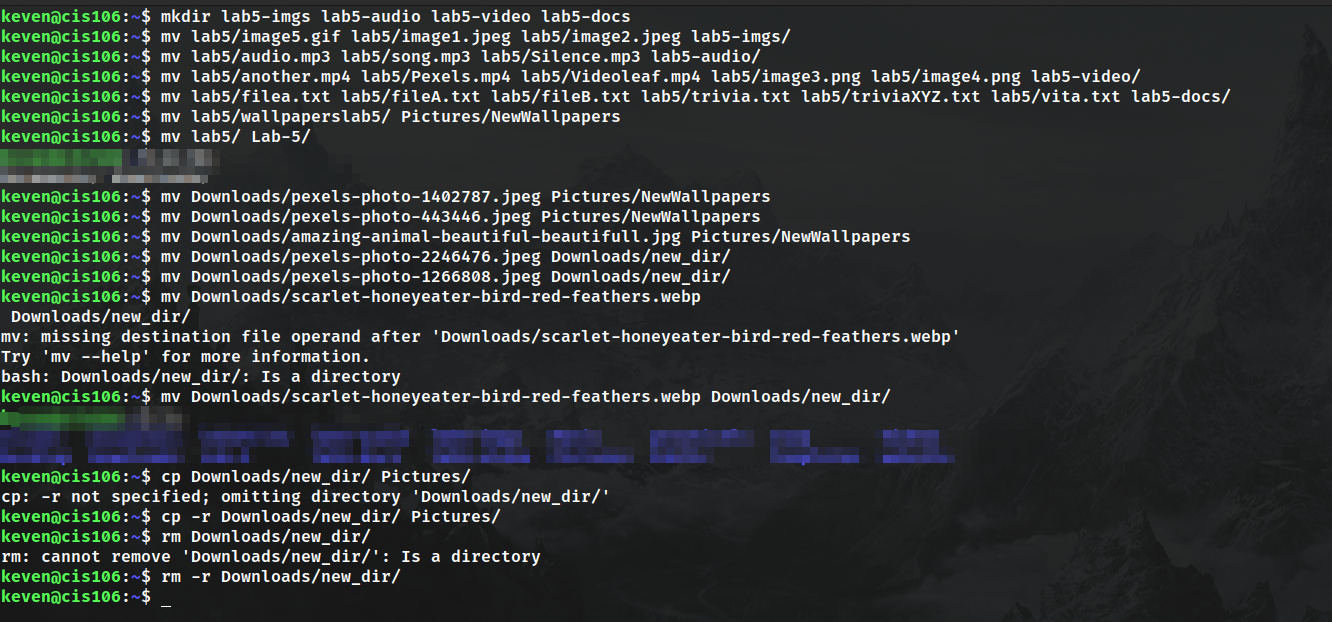 keven@cis106:~$ mkdir lab5-imgs lab5-audio lab5-video lab5-docs
keven@cis106:~$ mv lab5/image5.gif lab5/image1.jpeg lab5/image2.jpeg lab5-imgs/
keven@cis106:~$ mv lab5/audio.mp3 lab5/song.mp3 lab5/Silence.mp3 lab5-audio/
keven@cis106:~$ mv lab5/another.mp4 lab5/Pexels.mp4 lab5/Videoleaf.mp4 lab5/image3.png lab5/image4.png lab5-video/
keven@cis106:~$ mv lab5/filea.txt lab5/fileA.txt lab5/fileB.txt lab5/trivia.txt lab5/triviaXYZ.txt lab5/vita.txt lab5-docs/
keven@cis106:~$ mv lab5/wallpaperslab5/ Pictures/NewWallpapers
keven@cis106:~$ mv lab5/ Lab-5/
keven@cis106:~$ mv Downloads/pexels-photo-1402787.jpeg Pictures/NewWallpapers
keven@cis106:~$ mv Downloads/pexels-photo-443446.jpeg Pictures/NewWallpapers
keven@cis106:~$ mv Downloads/amazing-animal-beautiful-beautifull.jpg Pictures/NewWallpapers
keven@cis106:~$ mv Downloads/pexels-photo-2246476.jpeg Downloads/new_dir/
keven@cis106:~$ mv Downloads/pexels-photo-1266808.jpeg Downloads/new_dir/
keven@cis106:~$ mv Downloads/scarlet-honeyeater-bird-red-feathers.webp
 Downloads/new_dir/
mv: missing destination file operand after 'Downloads/scarlet-honeyeater-bird-red-feathers.webp'
Try 'mv --help' for more information.
bash: Downloads/new_dir/: Is a directory
keven@cis106:~$ mv Downloads/scarlet-honeyeater-bird-red-feathers.webp Downloads/new_dir/
keven@cis106:~$ cp Downloads/new_dir/ Pictures/
cp: -r not specified; omitting directory 'Downloads/new_dir/'
keven@cis106:~$ cp -r Downloads/new_dir/ Pictures/
keven@cis106:~$ rm Downloads/new_dir/
rm: cannot remove 'Downloads/new_dir/': Is a directory
keven@cis106:~$ rm -r Downloads/new_dir/
keven@cis106:~$ _